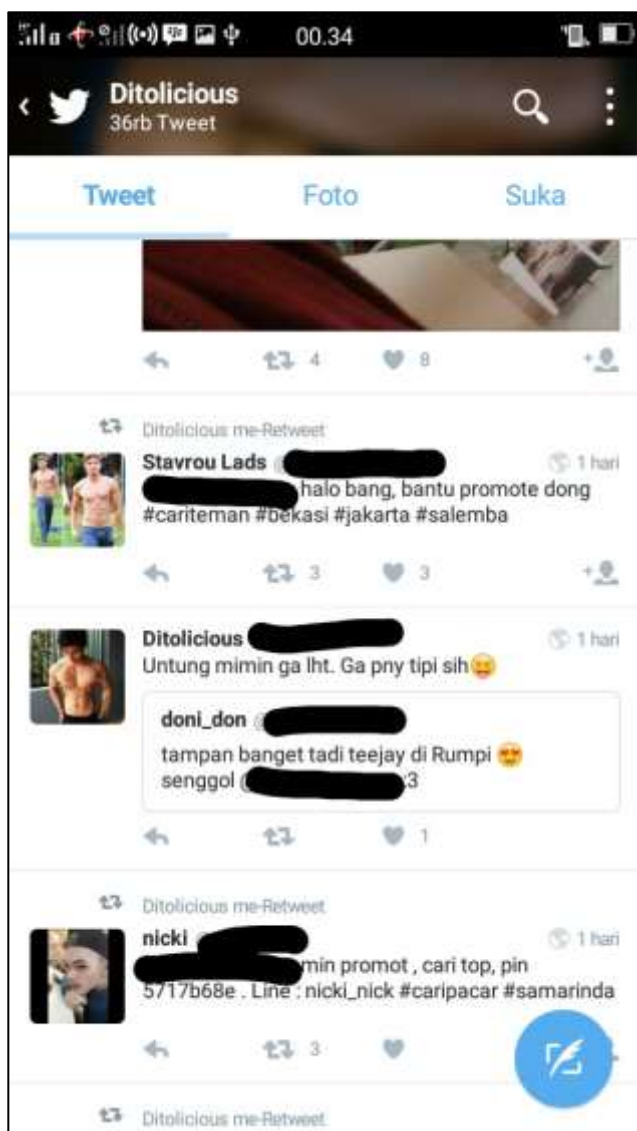 00.34
Ditolicious
36rb Tweet
Tweet Foto Suka
4 8
Ditolicious me-Retweet
Stavrou Lads 1 hari
halo bang, bantu promote dong
#cariteman #bekasi #jakarta #salemba
3 3
Ditolicious 1 hari
Untung mimin ga lht. Ga pny tipi sih😛
doni_don @
tampan banget tadi teejay di Rumpi 😍
senggol @ :3
1
Ditolicious me-Retweet
nicki 1 hari
min promot , cari top, pin
5717b68e . Line : nicki_nick #caripacar #samarinda
3
Ditolicious me-Retweet